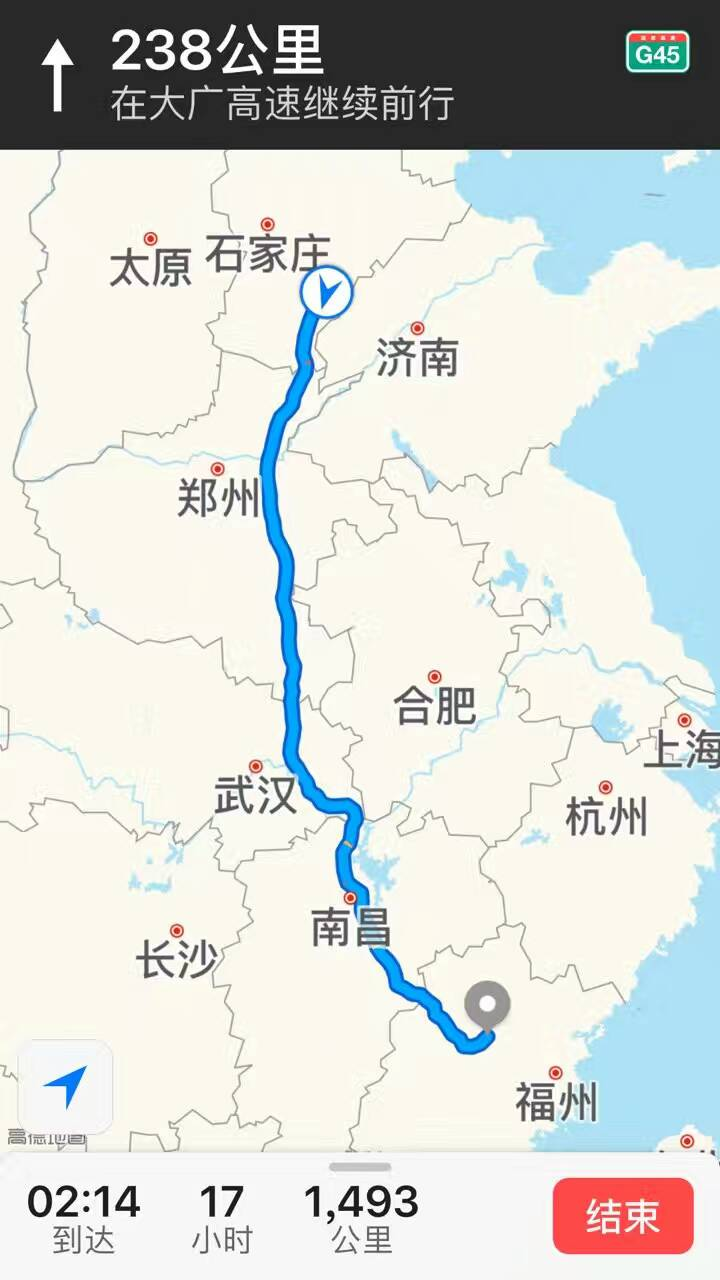 238公里
G45
在大广高速继续前行
石家庄
太原
济南
郑州
合肥
上海
武汉
杭州
南昌
长沙
福州
高德地图
02:14
17
1,493
到达
小时
公里
结束